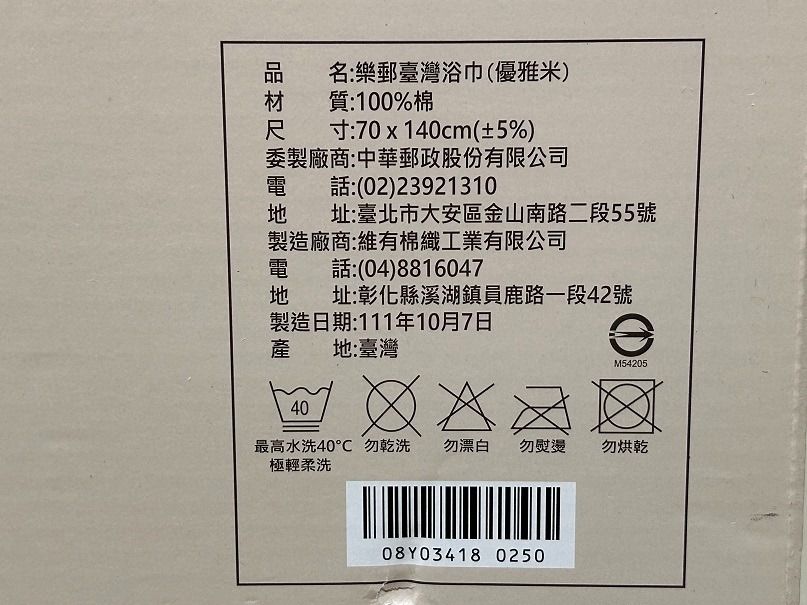 品 名:樂郵臺灣浴巾(優雅米)
材 質:100%棉
尺 寸:70 x 140cm(±5%)
委製廠商:中華郵政股份有限公司
電 話:(02)23921310
地 址:臺北市大安區金山南路二段55號
製造廠商:維有棉織工業有限公司
電 話:(04)8816047
地 址:彰化縣溪湖鎮員鹿路一段42號
製造日期:111年10月7日
產 地:臺灣
M54205
40
最高水洗40°C 勿乾洗 勿漂白 勿熨燙 勿烘乾
極輕柔洗
08Y03418 0250